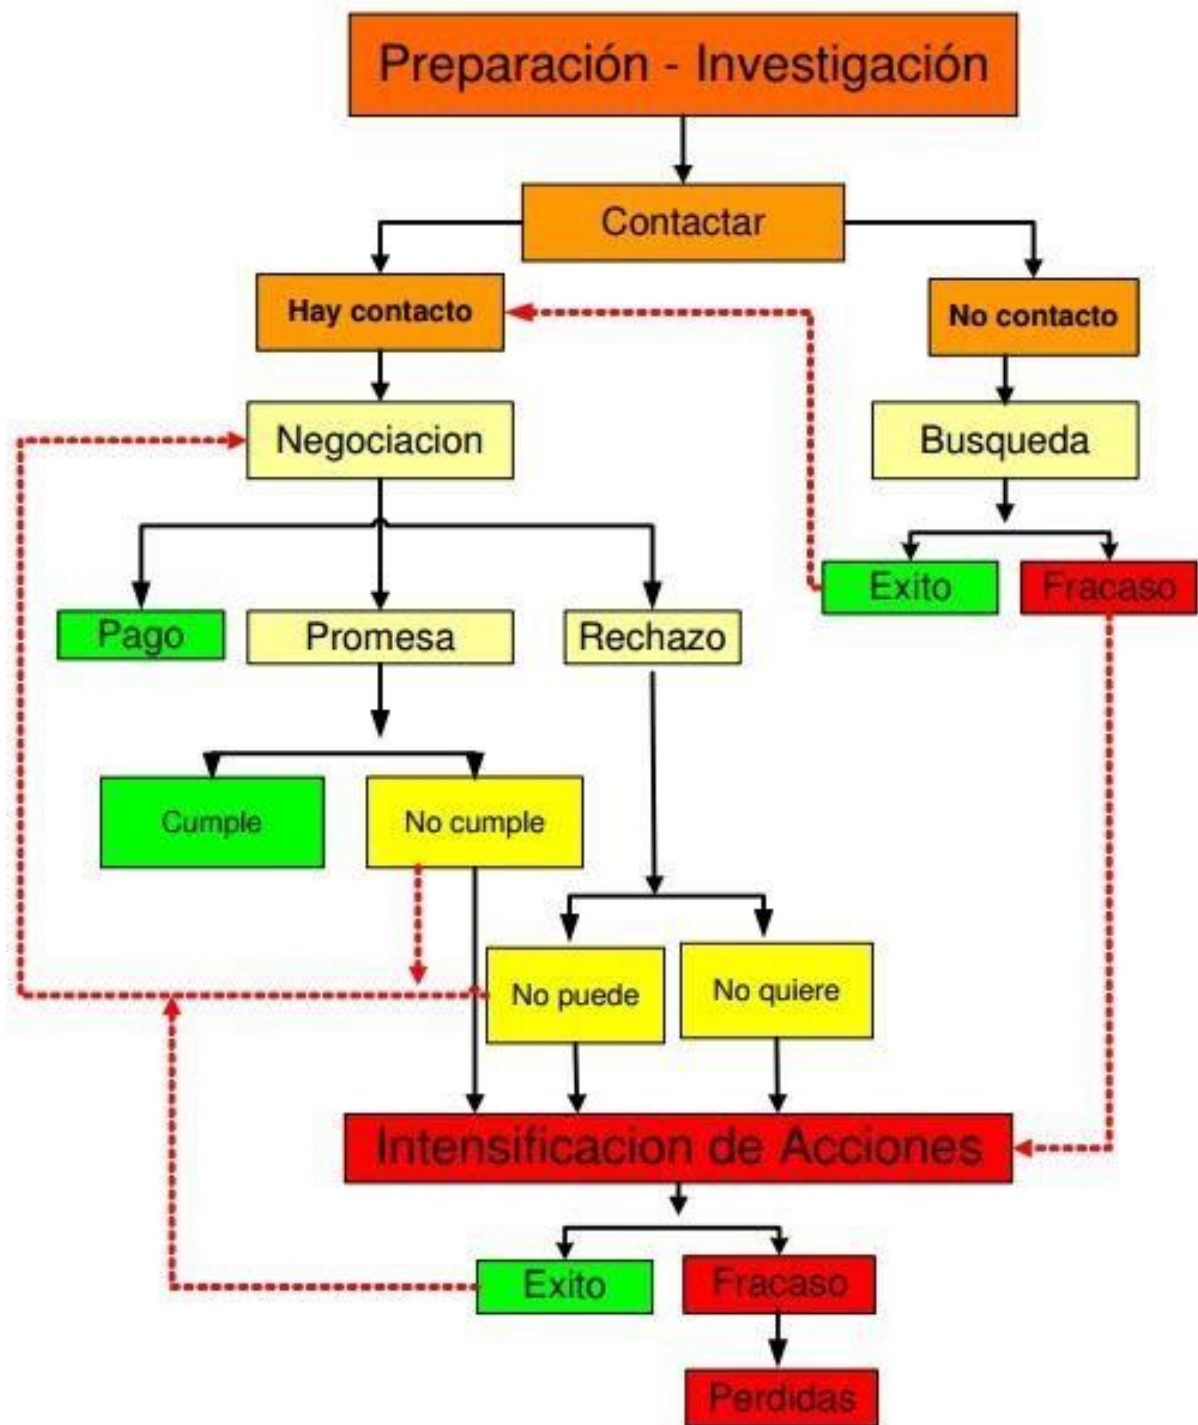 Preparación - Investigación
Contactar
Hay contacto
No contacto
Negociacion
Busqueda
Exito
Fracaso
Pago
Promesa
Rechazo
Cumple
No cumple
No puede
No quiere
Intensificacion de Acciones
Exito
Fracaso
Perdidas